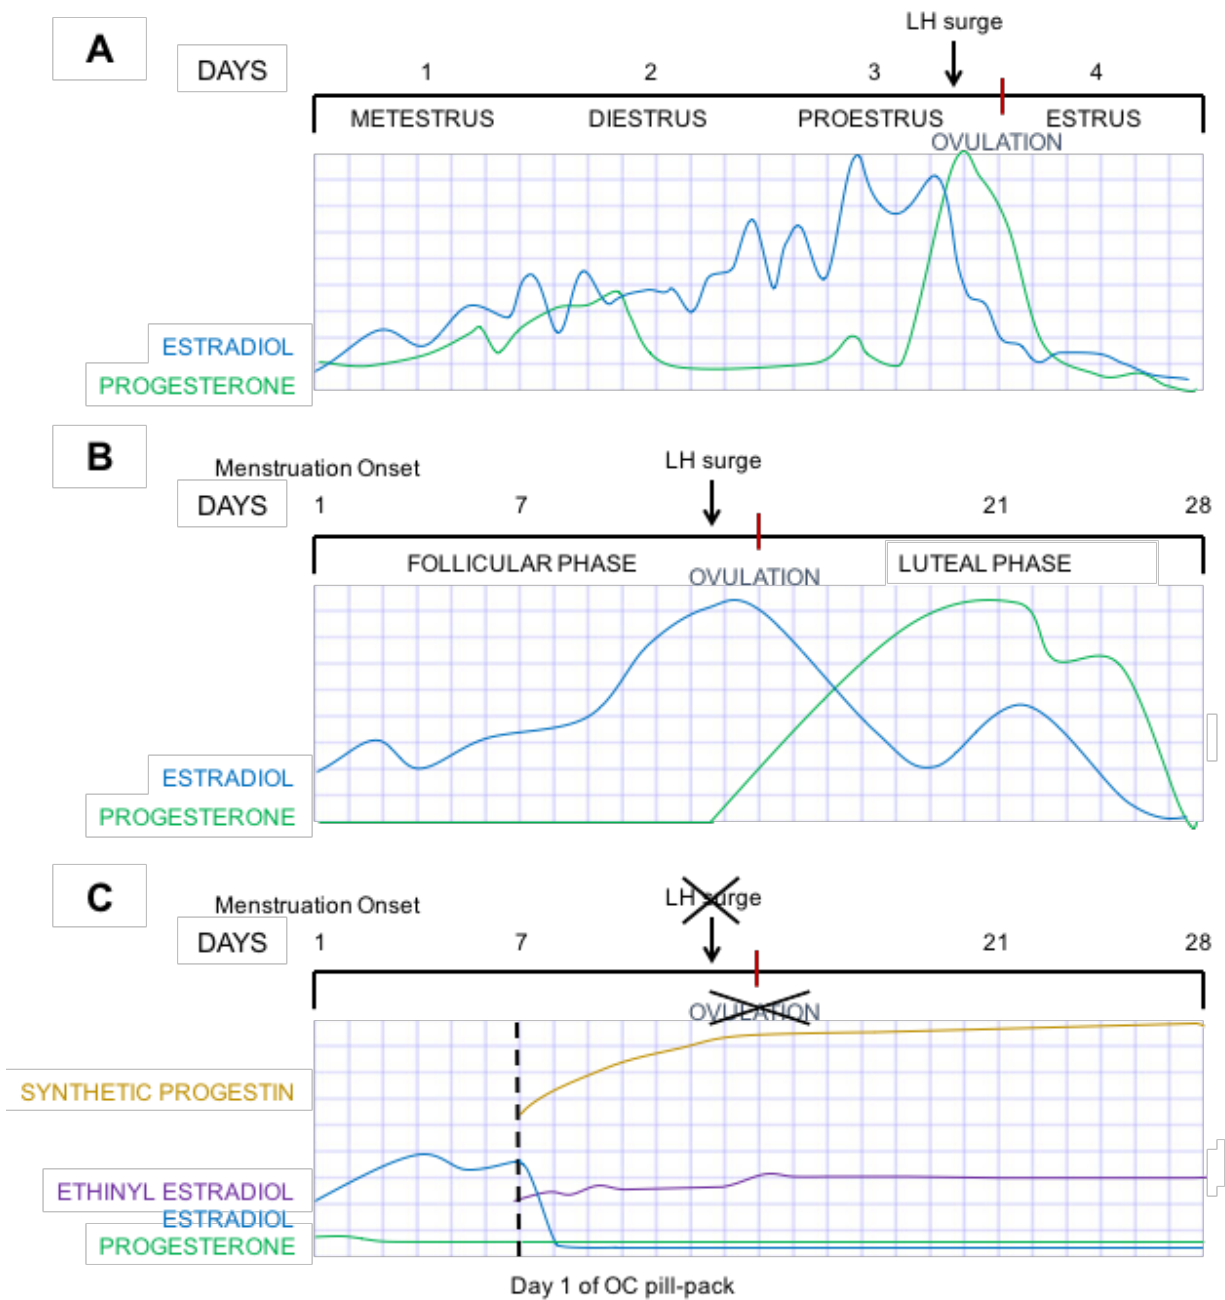 A
LH surge
DAYS 1 2 3 4
METESTRUS DIESTRUS PROESTRUS ESTRUS
OVULATION
ESTRADIOL
PROGESTERONE
B
Menstruation Onset LH surge
DAYS 1 7 21 28
FOLLICULAR PHASE LUTEAL PHASE
OVULATION
ESTRADIOL
PROGESTERONE
C
Menstruation Onset LH surge
DAYS 1 7 21 28
OVULATION
SYNTHETIC PROGESTIN
ETHINYL ESTRADIOL
ESTRADIOL
PROGESTERONE
Day 1 of OC pill-pack